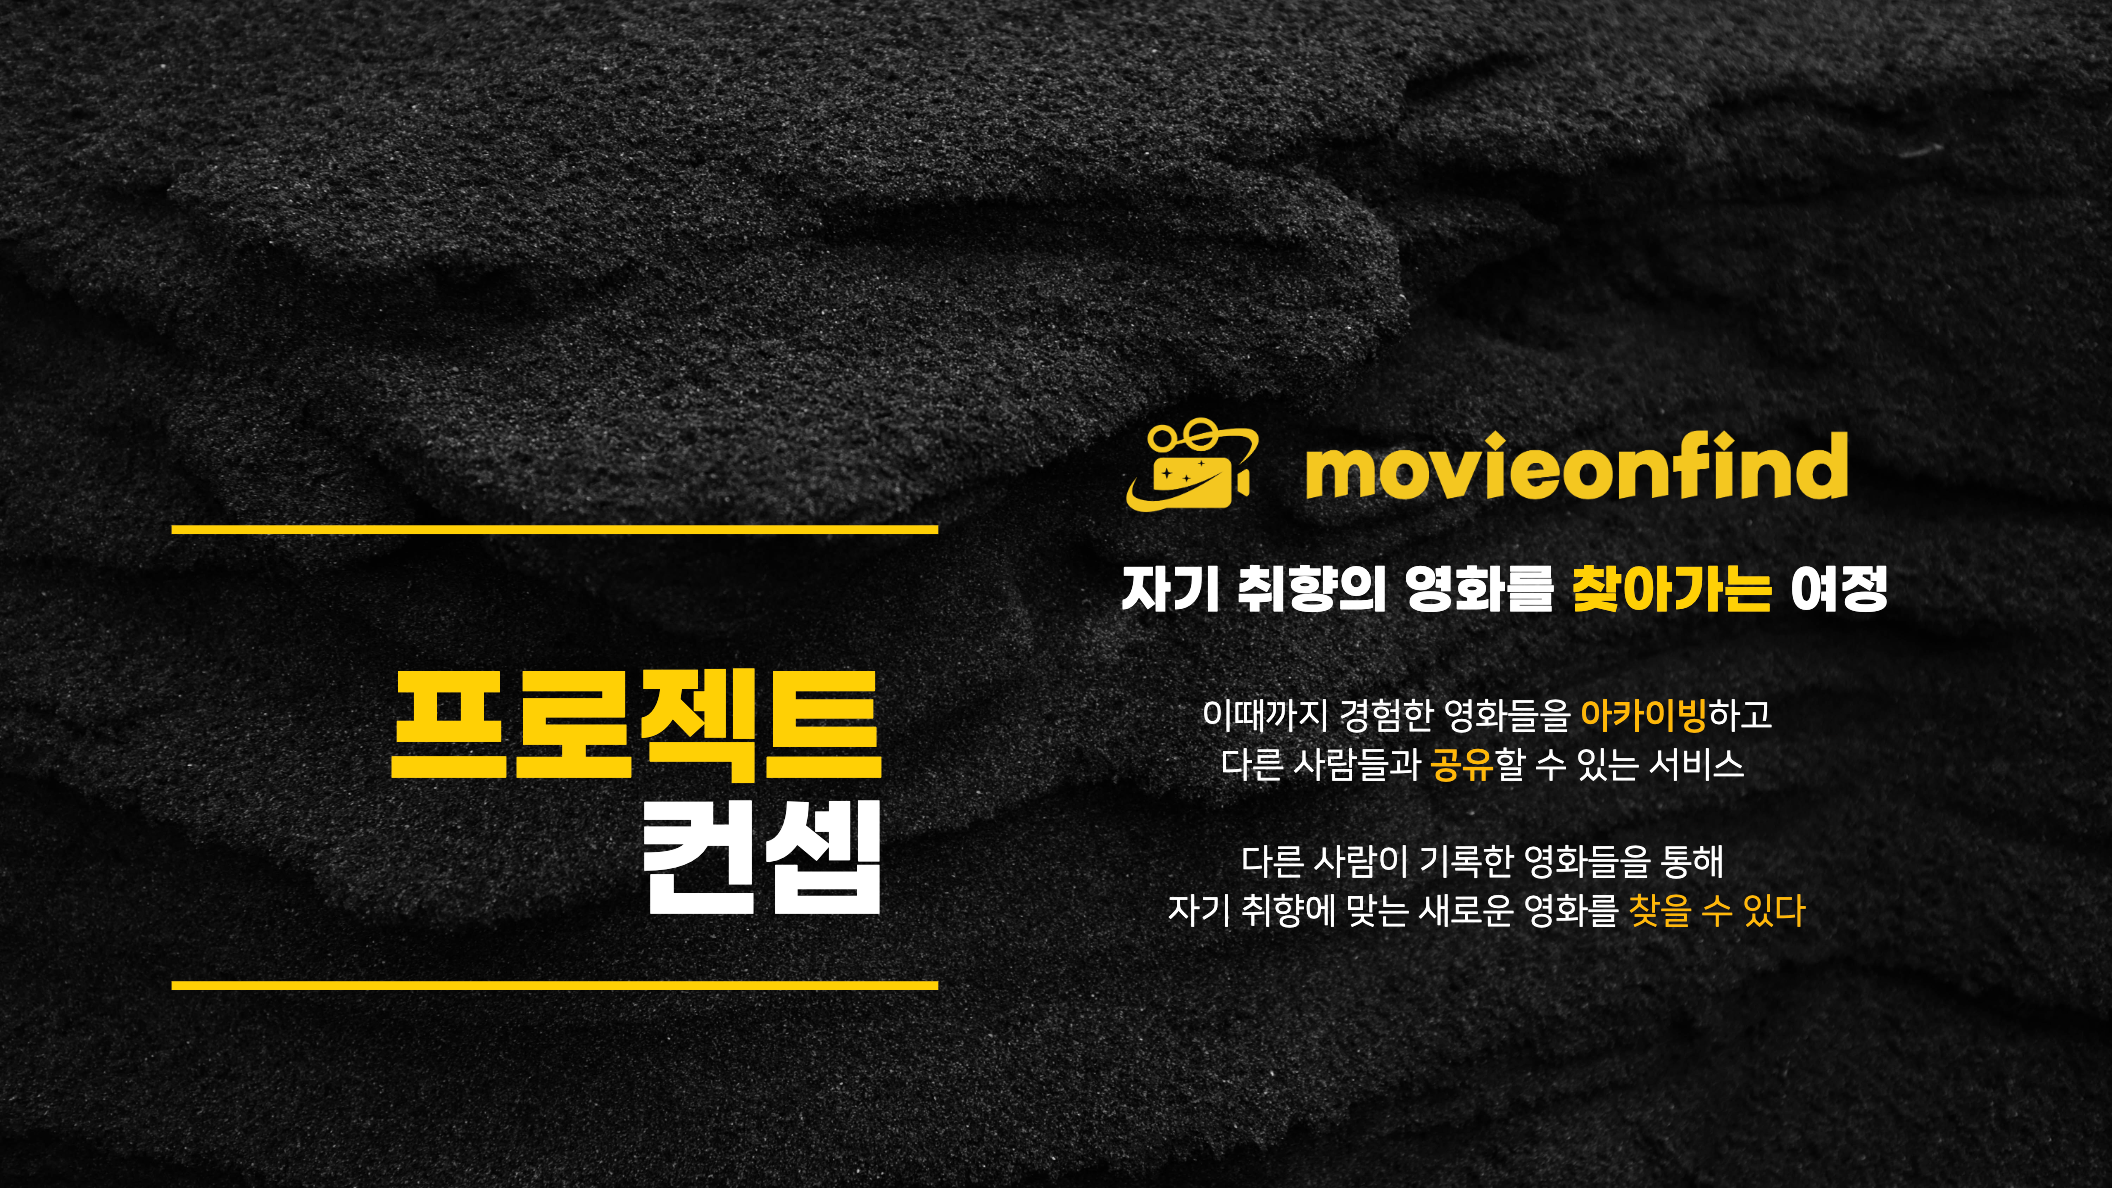 프로젝트
컨셉
movieonfind
자기 취향의 영화를 찾아가는 여정
이때까지 경험한 영화들을 아카이빙하고
다른 사람들과 공유할 수 있는 서비스
다른 사람이 기록한 영화들을 통해
자기 취향에 맞는 새로운 영화를 찾을 수 있다